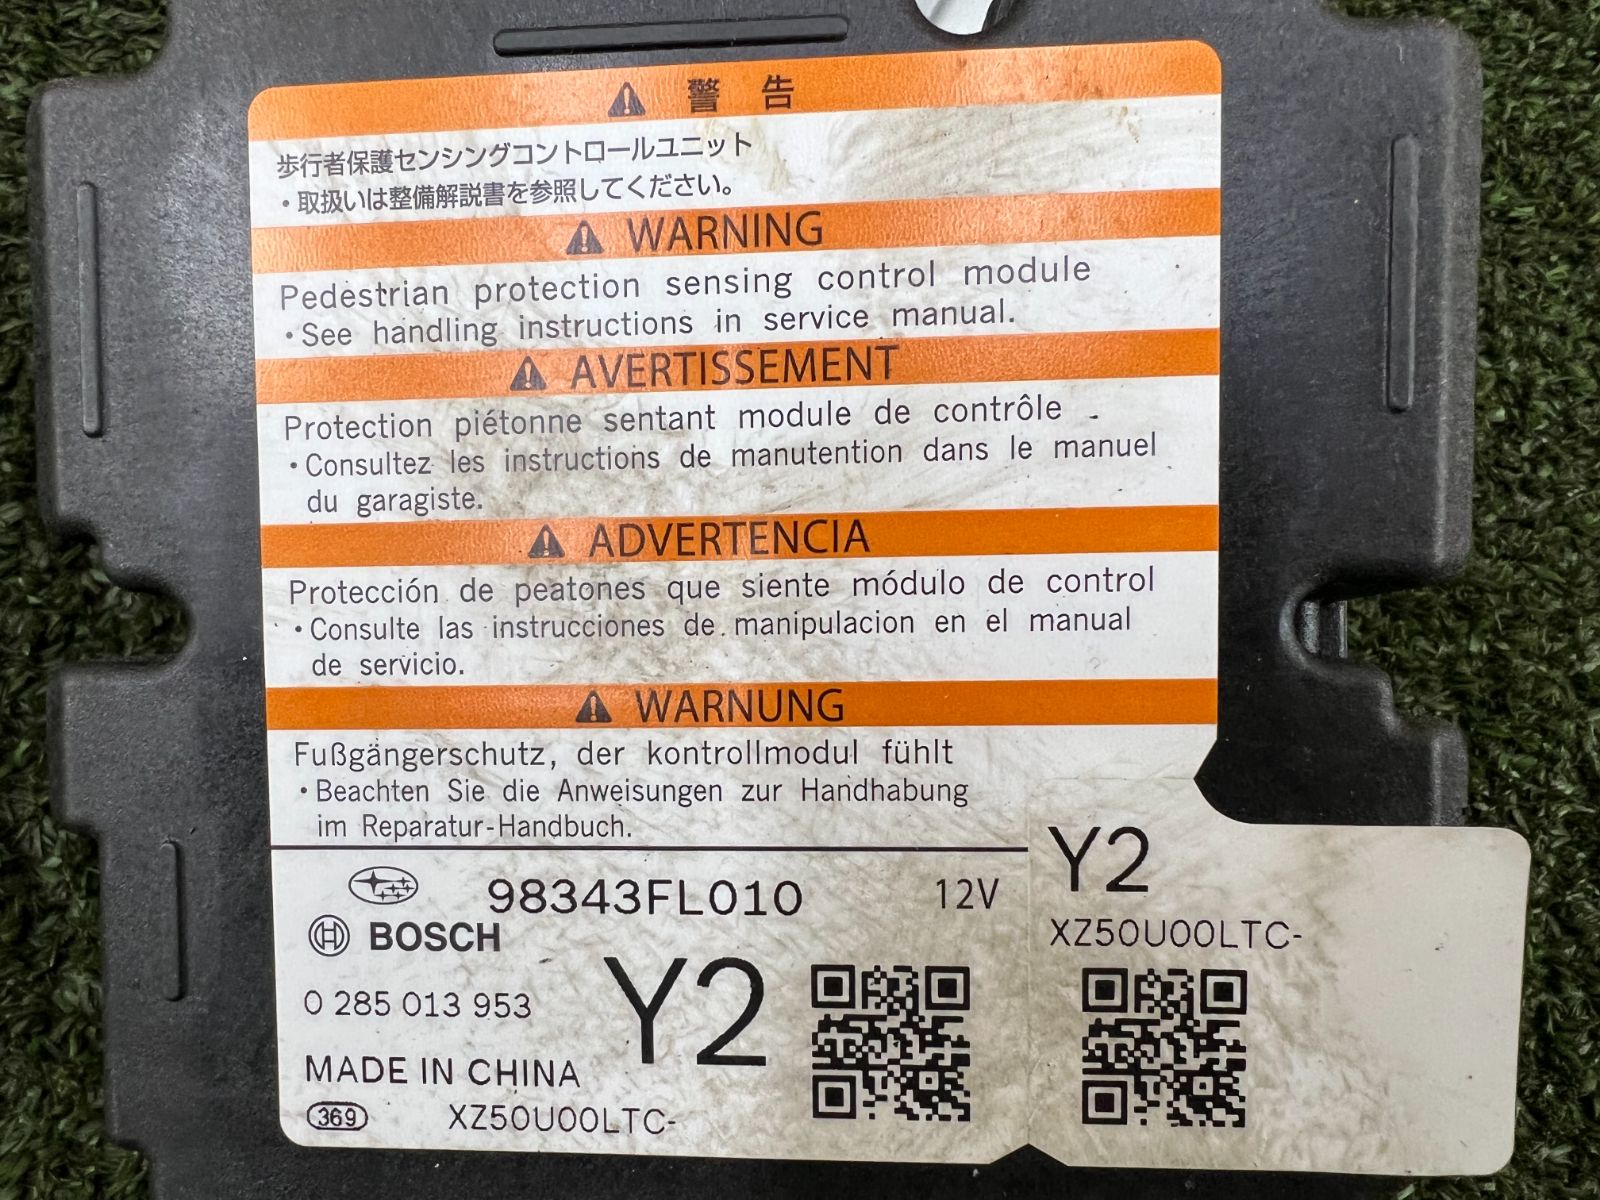 ⚠ 警 告
歩行者保護センシングコントロールユニット
・取扱いは整備解説書を参照してください。
⚠ WARNING
Pedestrian protection sensing control module
・See handling instructions in service manual.
⚠ AVERTISSEMENT
Protection piétonne sentant module de contrôle
・Consultez les instructions de manutention dans le manuel
du garagiste.
⚠ ADVERTENCIA
Protección de peatones que siente módulo de control
・Consulte las instrucciones de manipulacion en el manual
de servicio.
⚠ WARNUNG
Fußgängerschutz, der kontrollmodul fühlt
・Beachten Sie die Anweisungen zur Handhabung
im Reparatur-Handbuch.
98343FL010 12V
BOSCH
0 285 013 953
Y2
MADE IN CHINA
369 XZ50U00LTC-
Y2
XZ50U00LTC-